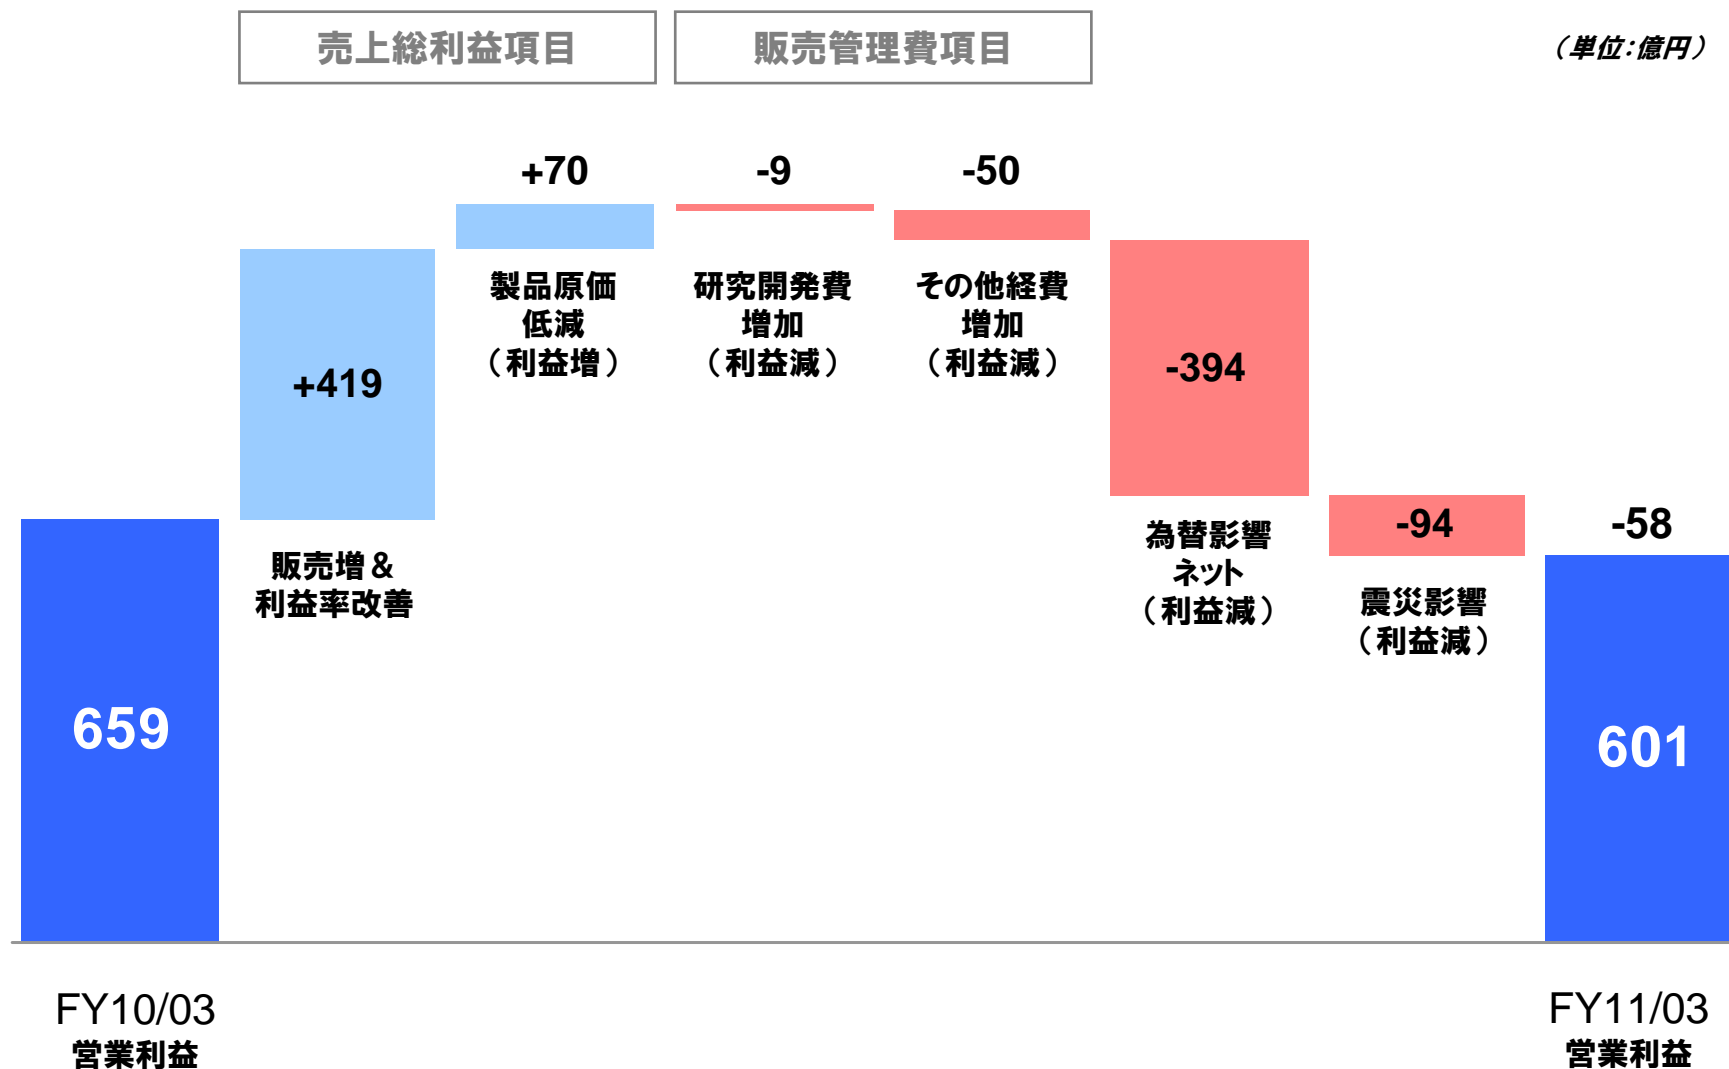 売上総利益項目
販売管理費項目
（単位：億円）
+70
-9
-50
製品原価
低減
（利益増）
研究開発費
増加
（利益減）
その他経費
増加
（利益減）
+419
-394
販売増＆
利益率改善
為替影響
ネット
（利益減）
-94
震災影響
（利益減）
-58
659
601
FY10/03
営業利益
FY11/03
営業利益